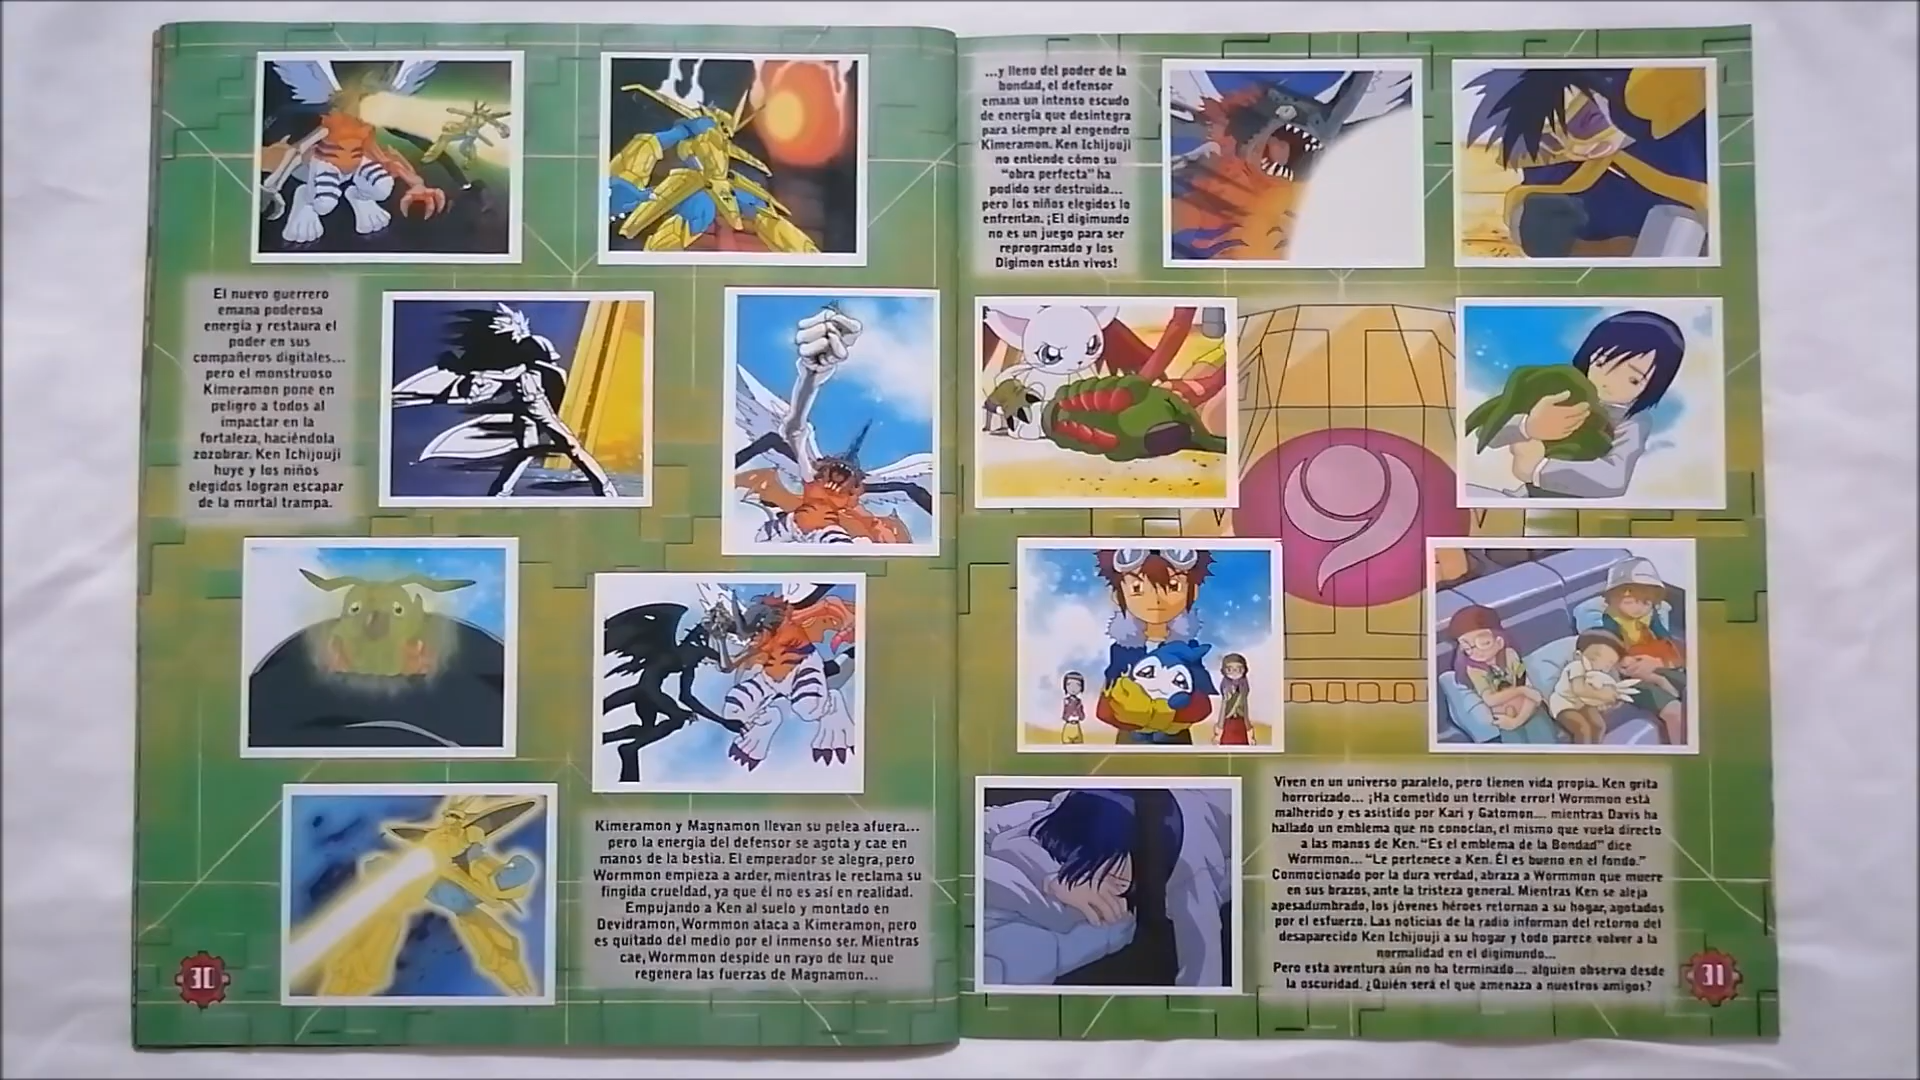 El nuevo guerrero
emana poderosa
energía y restaura el
poder en sus
compañeros digitales...
pero el monstruoso
Kimeramon pone en
peligro a todos al
impactar en la
fortaleza, haciéndola
zozobrar. Ken Ichijouji
huye y los niños
elegidos logran escapar
de la mortal trampa.
Kimeramon y Magnamon llevan su pelea afuera...
pero la energía del defensor se agota y cae en
manos de la bestia. El emperador se alegra, pero
Wormmon empieza a arder, mientras le reclama su
fingida crueldad, ya que él no es así en realidad.
Empujando a Ken al suelo y montado en
Devidramon, Wormmon ataca a Kimeramon, pero
es quitado del medio por el inmenso ser. Mientras
cae, Wormmon despide un rayo de luz que
regenera las fuerzas de Magnamon...
30
...y lleno del poder de la
bondad, el defensor
emana un intenso escudo
de energía que desintegra
para siempre al engendro
Kimeramon. Ken Ichijouji
no entiende cómo su
"obra perfecta" ha
podido ser destruida...
pero los niños elegidos lo
enfrentan. ¡El digimundo
no es un juego para ser
reprogramado y los
Digimon están vivos!
Viven en un universo paralelo, pero tienen vida propia. Ken grita
horrorizado... ¡Ha cometido un terrible error! Wormmon está
malherido y es asistido por Kari y Gatomon... mientras Davis ha
hallado un emblema que no conocían, el mismo que vuela directo
a las manos de Ken. "Es el emblema de la Bondad" dice
Wormmon... "Le pertenece a Ken. Él es bueno en el fondo."
Conmocionado por la dura verdad, abraza a Wormmon que muere
en sus brazos, ante la tristeza general. Mientras Ken se aleja
apesadumbrado, los jóvenes héroes retornan a su hogar, agotados
por el esfuerzo. Las noticias de la radio informan del retorno del
desaparecido Ken Ichijouji a su hogar y todo parece volver a la
normalidad en el digimundo...
Pero esta aventura aún no ha terminado... alguien observa desde
la oscuridad. ¿Quién será el que amenaza a nuestros amigos?
31